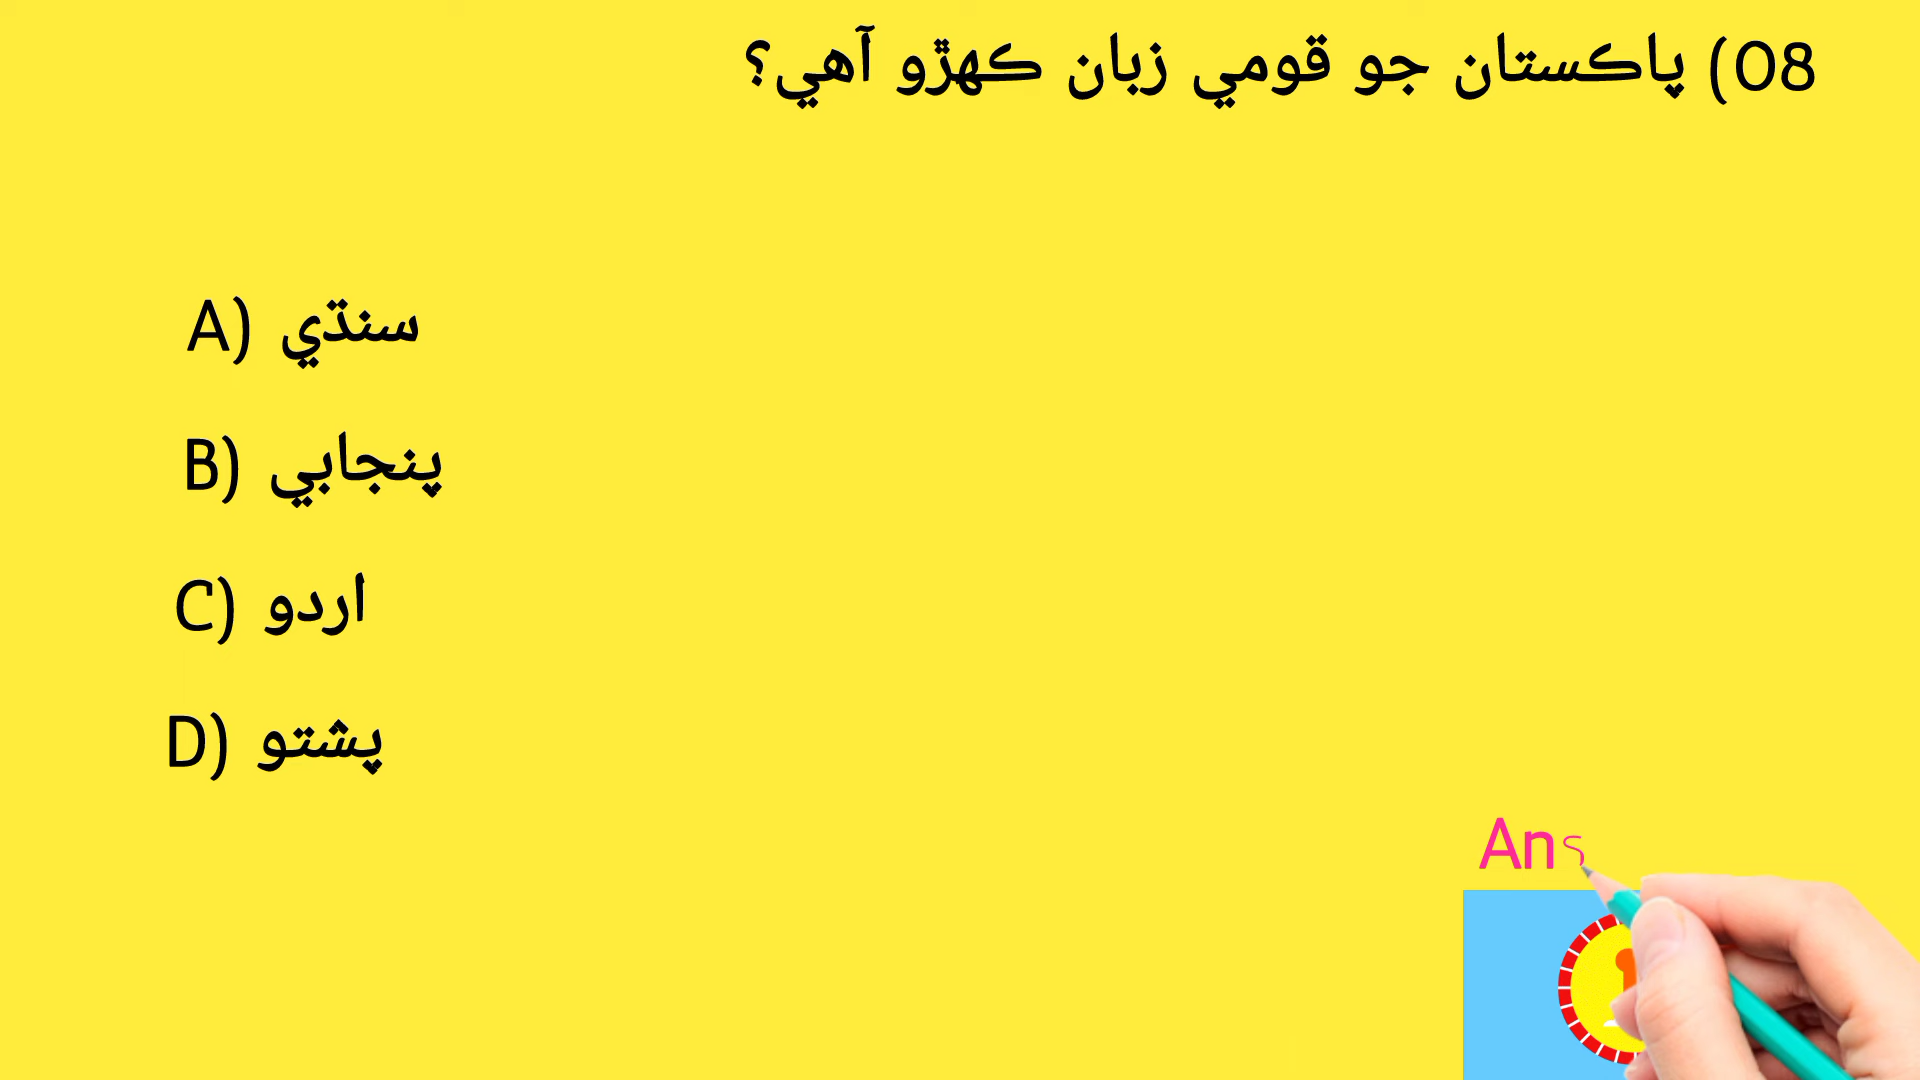 08) پاڪستان جو قومي زبان ڪهڙو آهي؟
A) سنڌي
B) پنجابي
C) اردو
D) پشتو
Ans